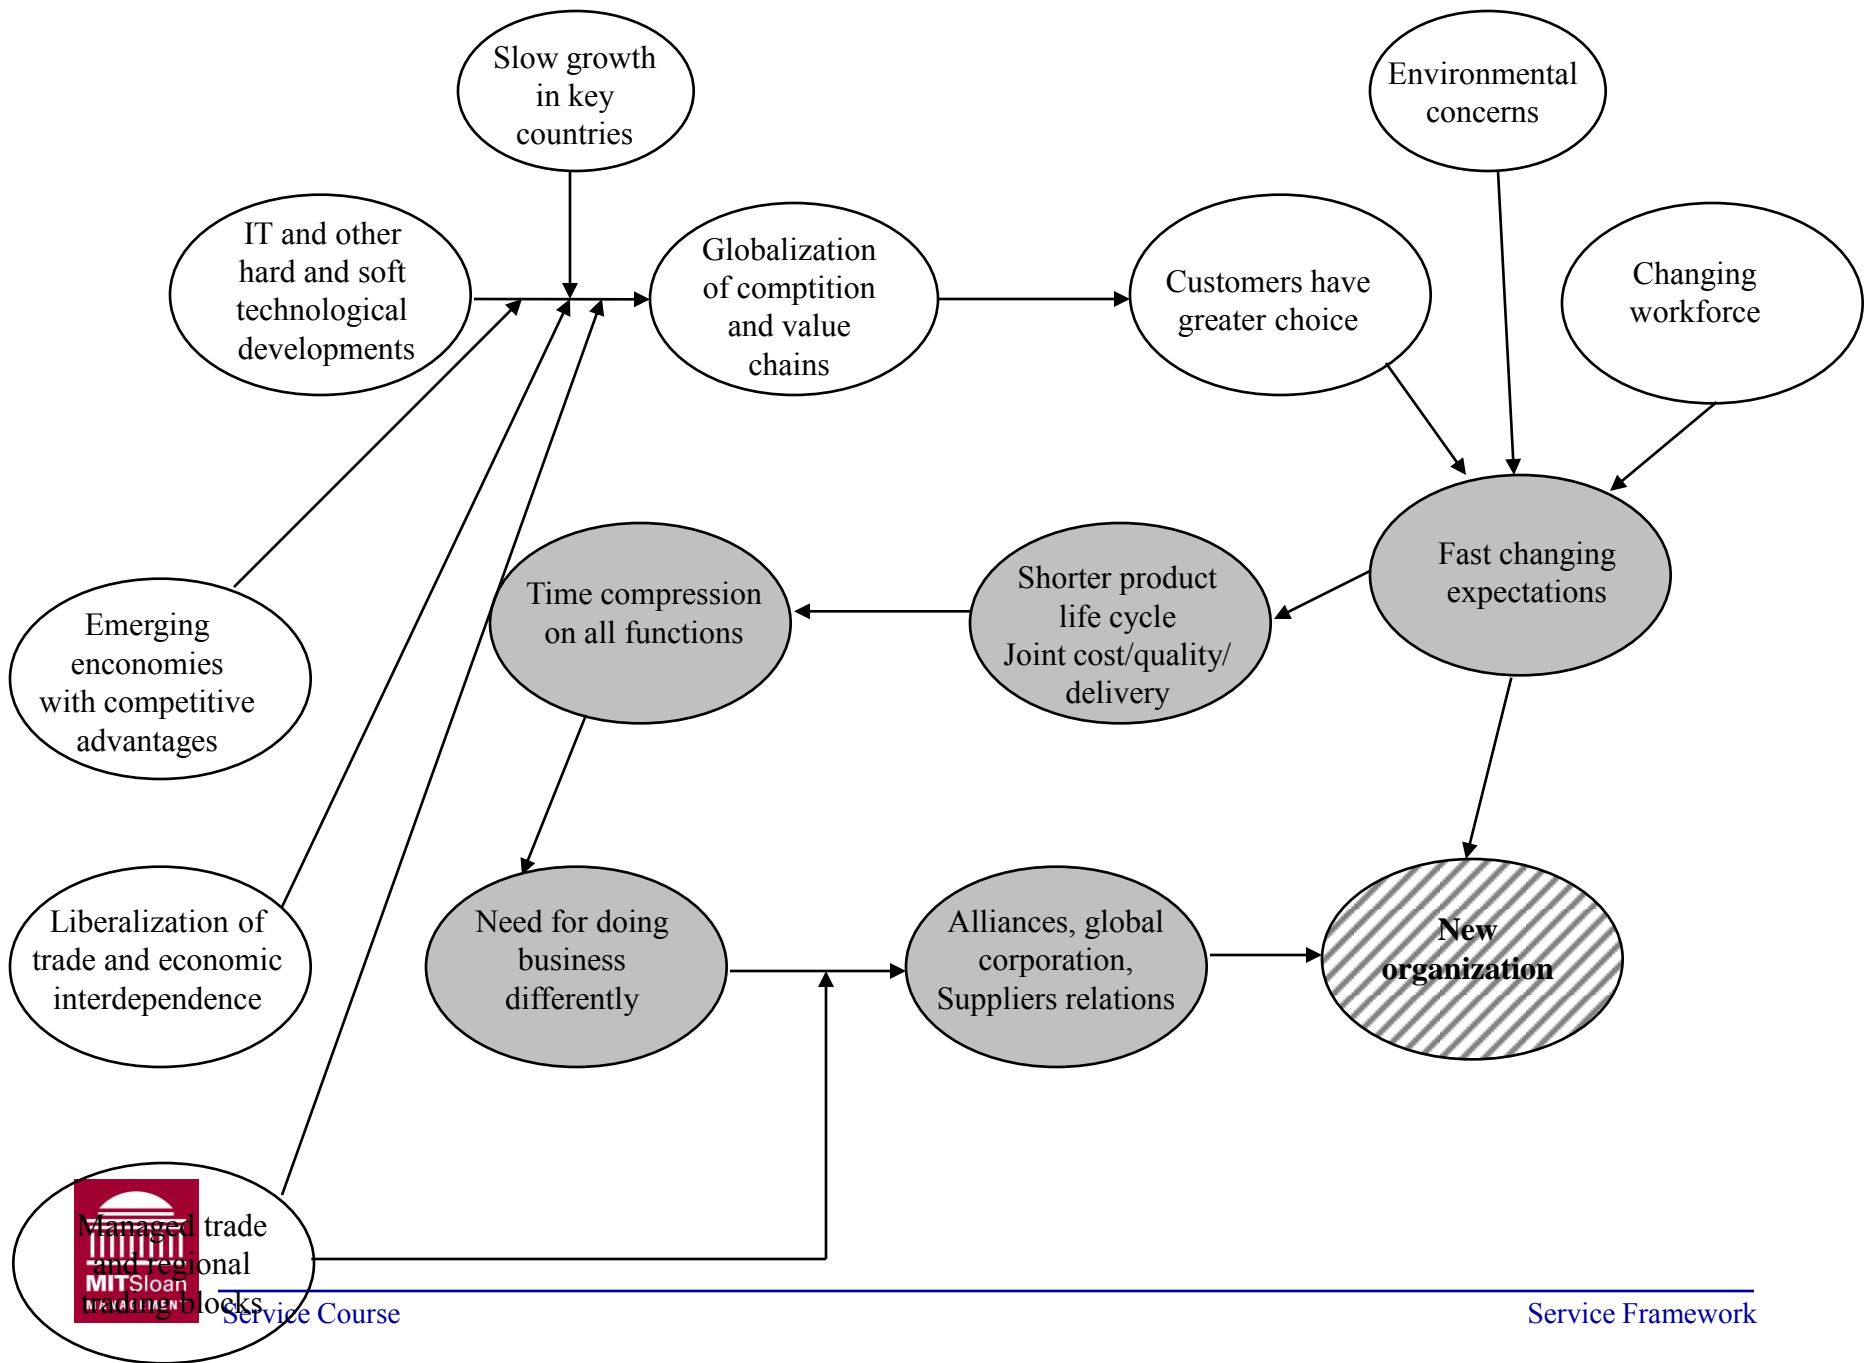 Slow growth
in key
countries
Environmental
concerns
IT and other
hard and soft
technological
developments
Globalization
of comptition
and value
chains
Customers have
greater choice
Changing
workforce
Fast changing
expectations
Shorter product
life cycle
Joint cost/quality/
delivery
Time compression
on all functions
Emerging
enconomies
with competitive
advantages
Liberalization of
trade and economic
interdependence
Need for doing
business
differently
Alliances, global
corporation,
Suppliers relations
New
organization
Managed trade
and regional
trading blocks
MITSloan
MANAGEMENT
Service Course
Service Framework